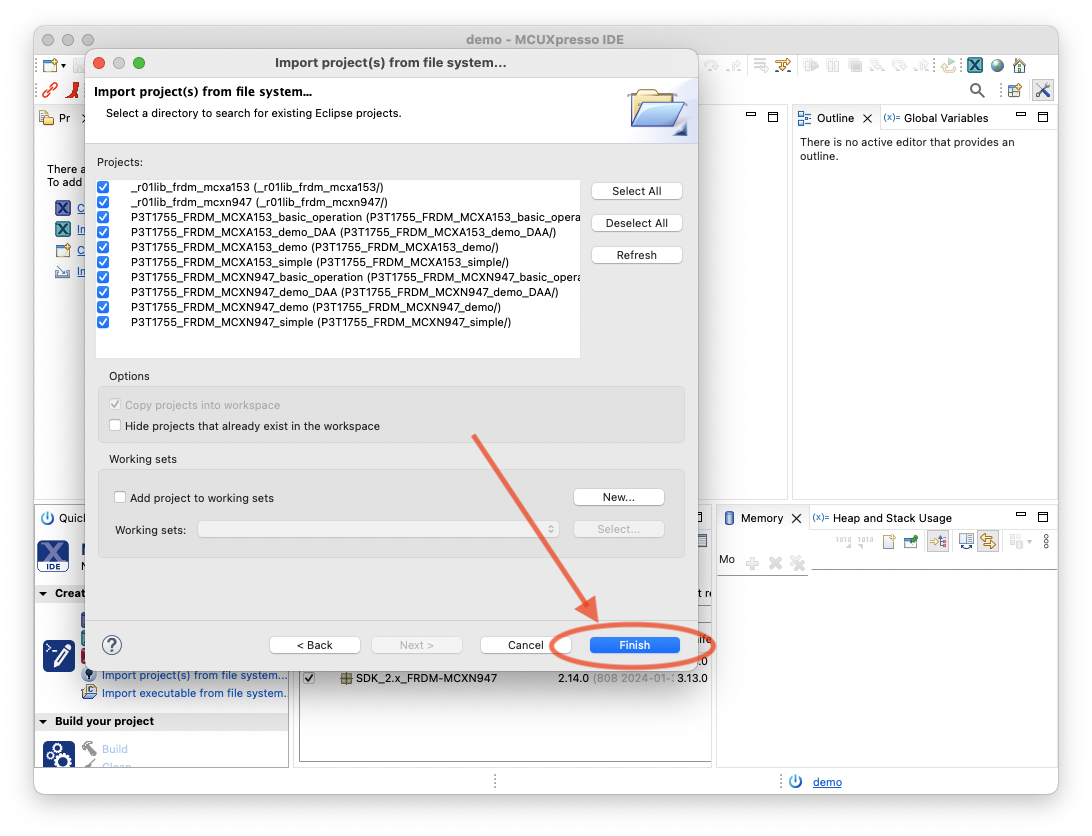 demo - MCUXpresso IDE
Import project(s) from file system...
Import project(s) from file system...
Select a directory to search for existing Eclipse projects.
Pr
Outline
(x)= Global Variables
There is no active editor that provides an
outline.
There a
To add
C
In
C
In
Projects:
_r01lib_frdm_mcxa153 (_r01lib_frdm_mcxa153/)
_r01lib_frdm_mcxn947 (_r01lib_frdm_mcxn947/)
P3T1755_FRDM_MCXA153_basic_operation (P3T1755_FRDM_MCXA153_basic_opera
P3T1755_FRDM_MCXA153_demo_DAA (P3T1755_FRDM_MCXA153_demo_DAA/)
P3T1755_FRDM_MCXA153_demo (P3T1755_FRDM_MCXA153_demo/)
P3T1755_FRDM_MCXA153_simple (P3T1755_FRDM_MCXA153_simple/)
P3T1755_FRDM_MCXN947_basic_operation (P3T1755_FRDM_MCXN947_basic_opera
P3T1755_FRDM_MCXN947_demo_DAA (P3T1755_FRDM_MCXN947_demo_DAA/)
P3T1755_FRDM_MCXN947_demo (P3T1755_FRDM_MCXN947_demo/)
P3T1755_FRDM_MCXN947_simple (P3T1755_FRDM_MCXN947_simple/)
Select All
Deselect All
Refresh
Options
Copy projects into workspace
Hide projects that already exist in the workspace
Working sets
Add project to working sets
New...
Working sets:
Select...
< Back
Next >
Cancel
Finish
Quick
IDE
Creat
Import project(s) from file system...
Import executable from file system.
Build your project
Build
Clean
SDK_2.x_FRDM-MCXN947
2.14.0 (808 2024-01-
3.13.0
Memory
(x)= Heap and Stack Usage
Mo
demo